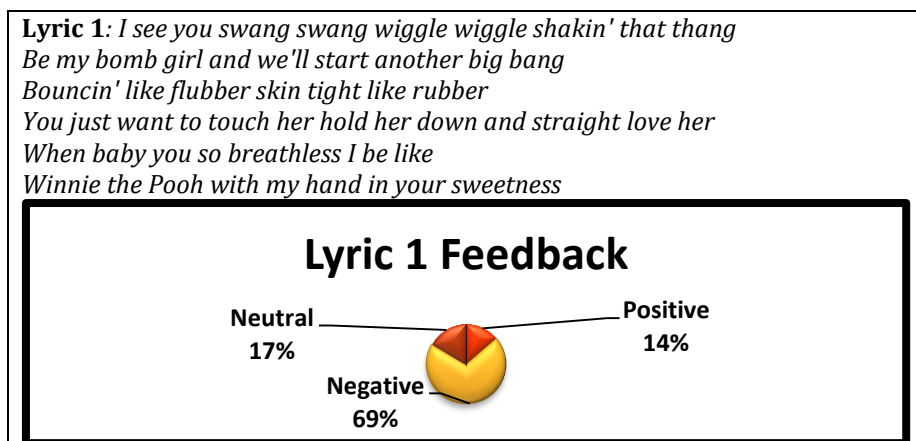 Lyric 1: I see you swang swang wiggle wiggle shakin' that thang
Be my bomb girl and we'll start another big bang
Bouncin' like flubber skin tight like rubber
You just want to touch her hold her down and straight love her
When baby you so breathless I be like
Winnie the Pooh with my hand in your sweetness
Lyric 1 Feedback
Neutral
17%
Positive
14%
Negative
69%